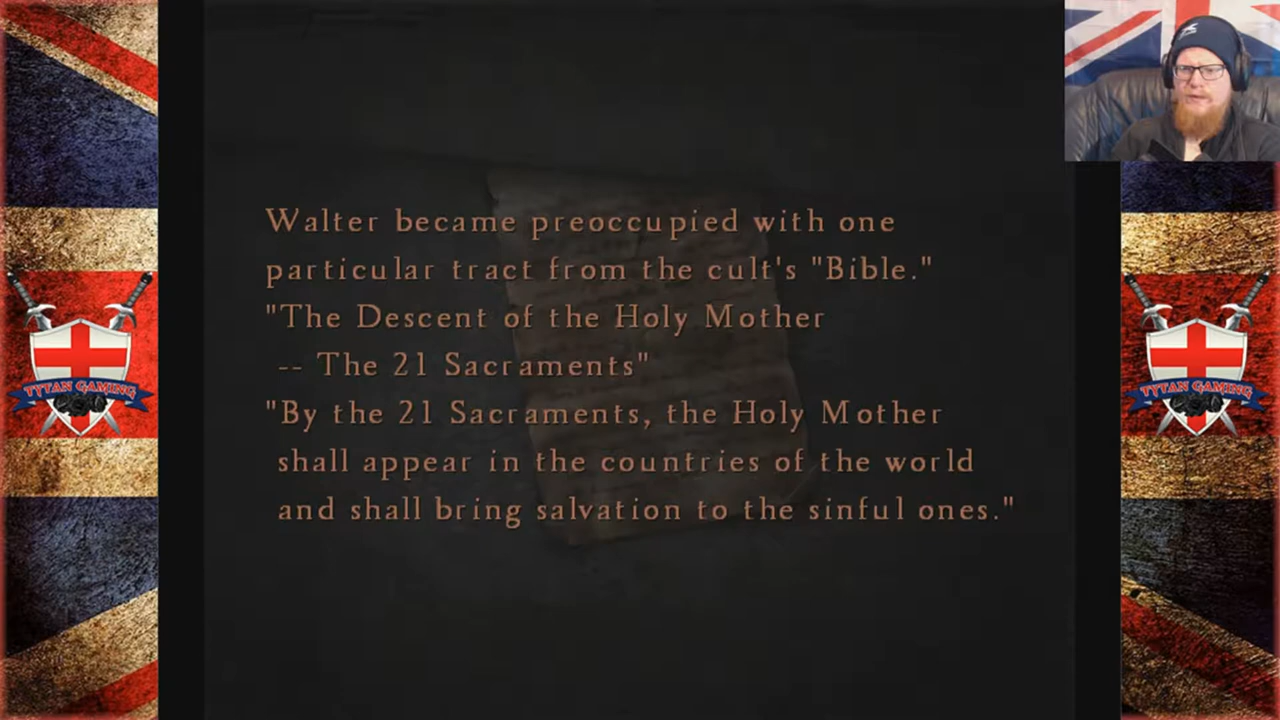 Walter became preoccupied with one
particular tract from the cult's "Bible."
"The Descent of the Holy Mother
-- The 21 Sacraments"
"By the 21 Sacraments, the Holy Mother
shall appear in the countries of the world
and shall bring salvation to the sinful ones."
TYTAN GAMING
TYTAN GAMING